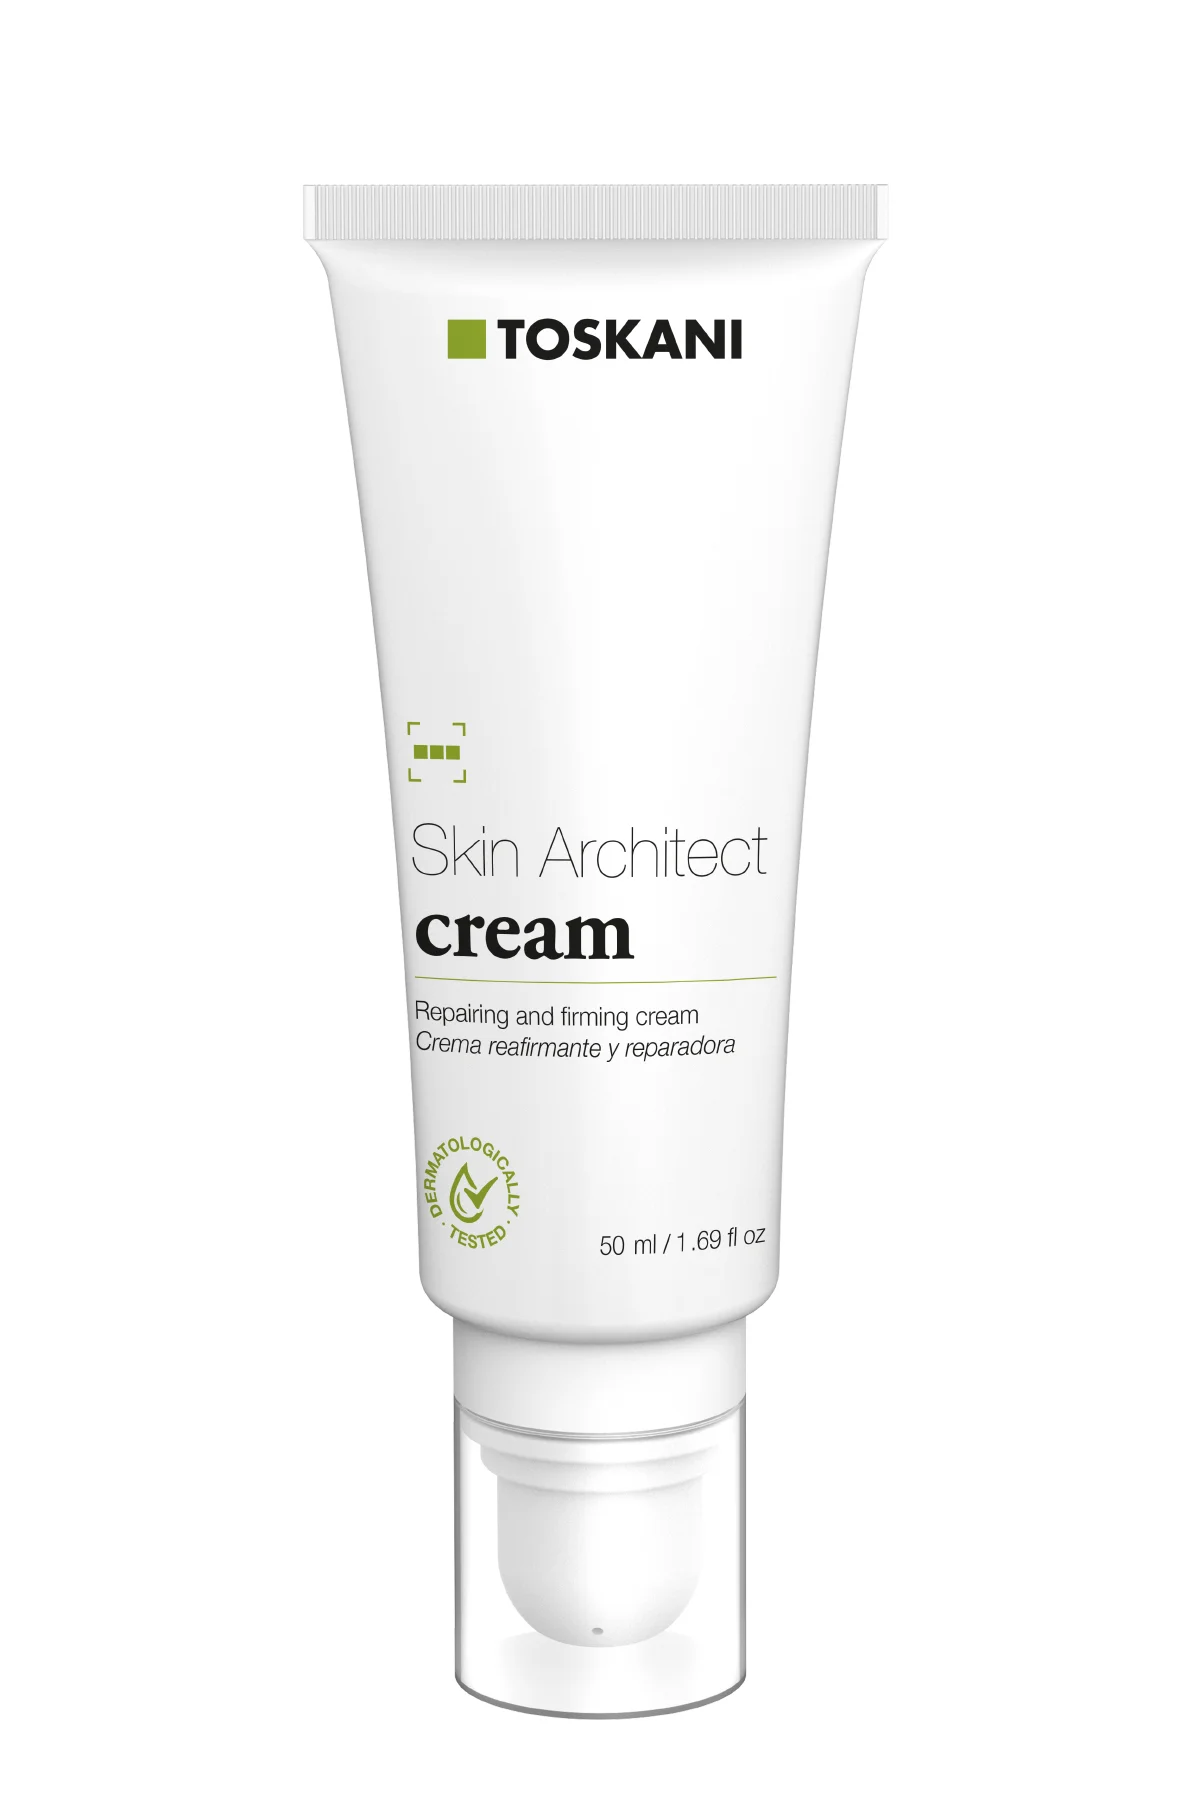 TOSKANI
Skin Architect
cream
Repairing and firming cream
Crema reafirmante y reparadora
DERMATOLOGICALLY
· TESTED ·
50 ml / 1.69 fl oz